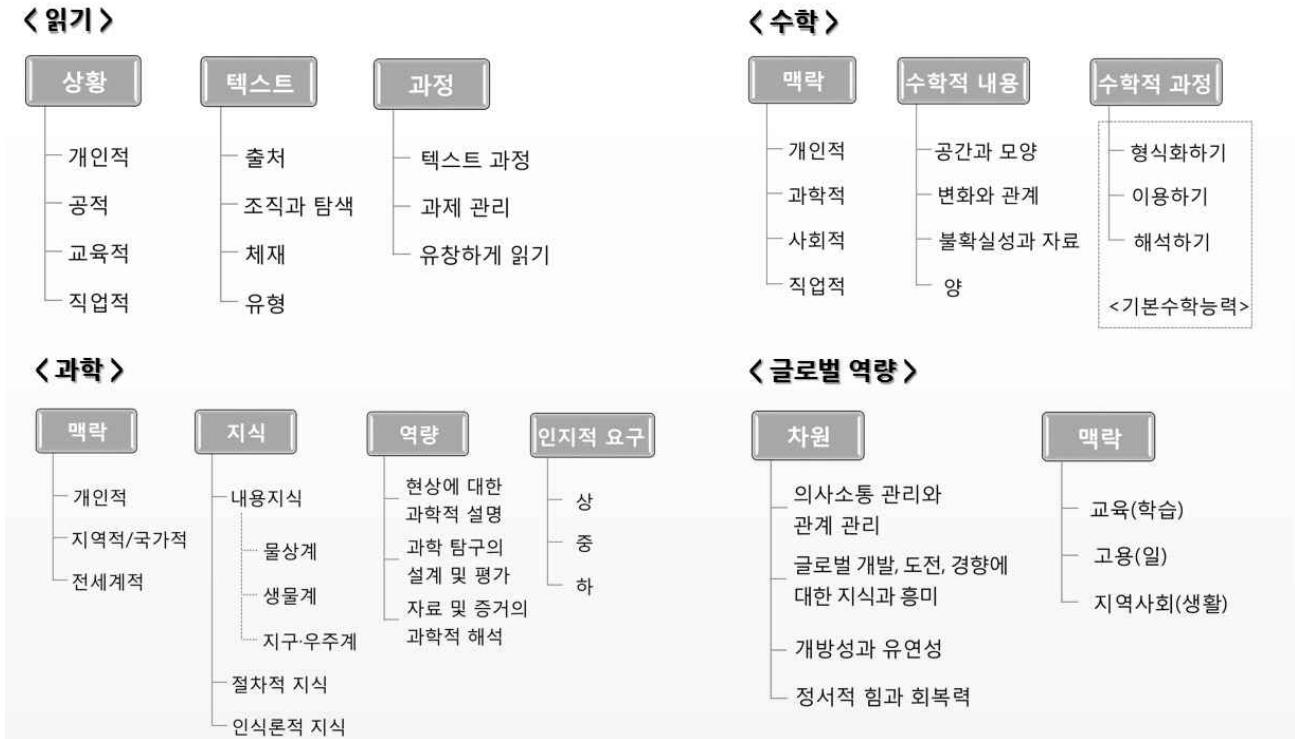 < 읽기 >
상황
개인적
공적
교육적
직업적
텍스트
출처
조직과 탐색
체재
유형
과정
텍스트 과정
과제 관리
유창하게 읽기
< 수학 >
맥락
개인적
과학적
사회적
직업적
수학적 내용
공간과 모양
변화와 관계
불확실성과 자료
양
수학적 과정
형식화하기
이용하기
해석하기
<기본수학능력>
< 과학 >
맥락
개인적
지역적/국가적
전세계적
지식
내용지식
물상계
생물계
지구·우주계
절차적 지식
인식론적 지식
역량
현상에 대한
과학적 설명
과학 탐구의
설계 및 평가
자료 및 증거의
과학적 해석
인지적 요구
상
중
하
< 글로벌 역량 >
차원
의사소통 관리와
관계 관리
글로벌 개발, 도전, 경향에
대한 지식과 흥미
개방성과 유연성
정서적 힘과 회복력
맥락
교육(학습)
고용(일)
지역사회(생활)